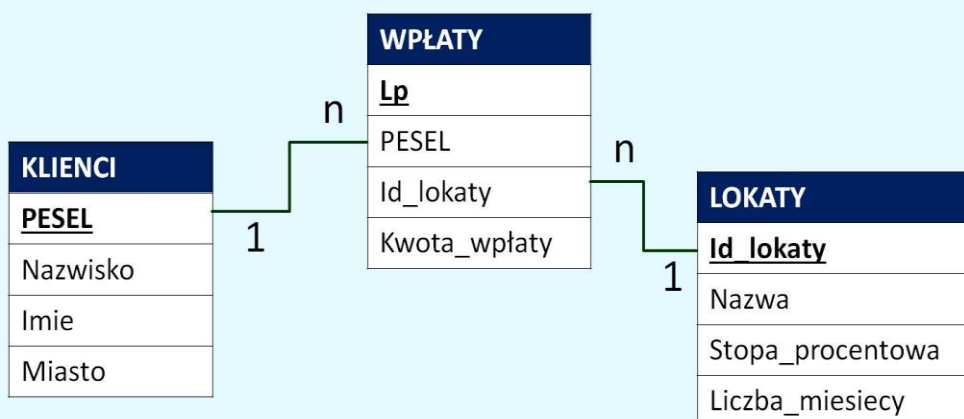 WPŁATY
Lp
PESEL
Id_lokaty
Kwota_wpłaty
n
n
KLIENCI
PESEL
Nazwisko
Imie
Miasto
1
1
LOKATY
Id_lokaty
Nazwa
Stopa_procentowa
Liczba_miesiecy